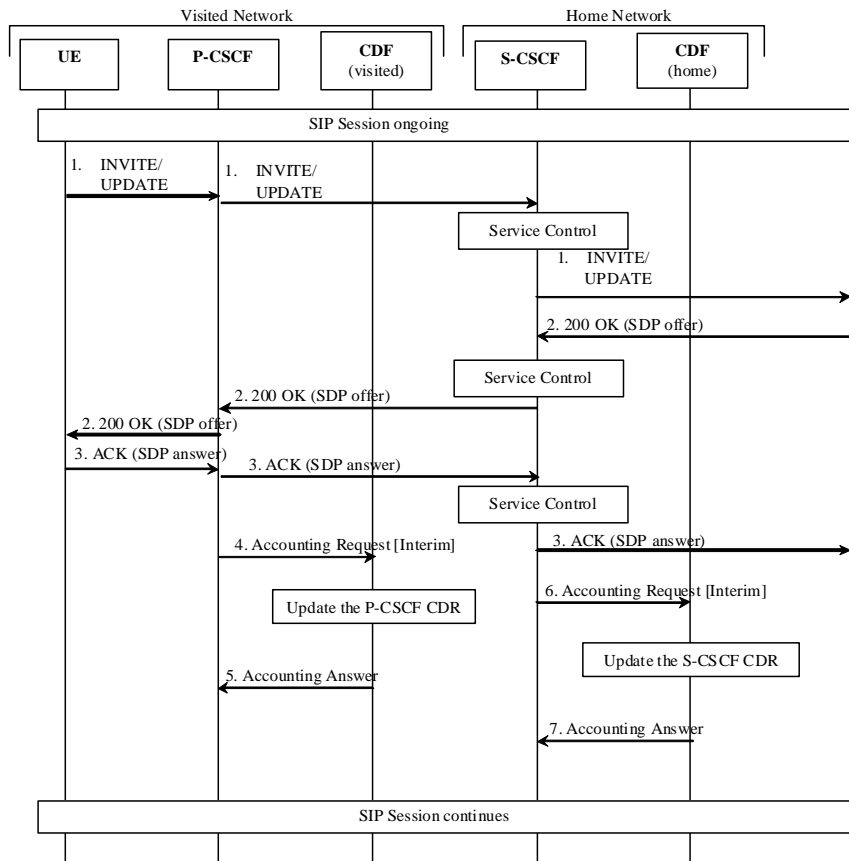 Visited Network
Home Network
UE
P-CSCF
CDF
(visited)
S-CSCF
CDF
(home)
SIP Session ongoing
1. INVITE/
UPDATE
1. INVITE/
UPDATE
Service Control
1. INVITE/
UPDATE
2. 200 OK (SDP offer)
Service Control
2. 200 OK (SDP offer)
2. 200 OK (SDP offer)
3. ACK (SDP answer)
3. ACK (SDP answer)
Service Control
4. Accounting Request [Interim]
3. ACK (SDP answer)
Update the P-CSCF CDR
6. Accounting Request [Interim]
Update the S-CSCF CDR
5. Accounting Answer
7. Accounting Answer
SIP Session continues